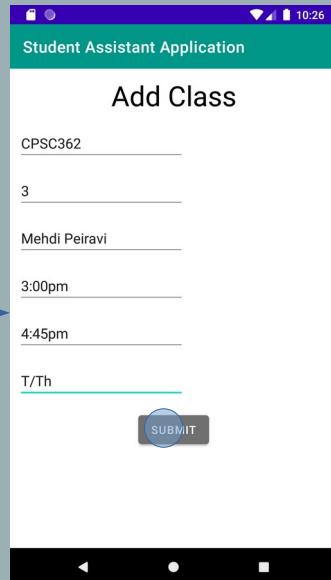 10:26
Student Assistant Application
Add Class
CPSC362
3
Mehdi Peiravi
3:00pm
4:45pm
T/Th
SUBMIT